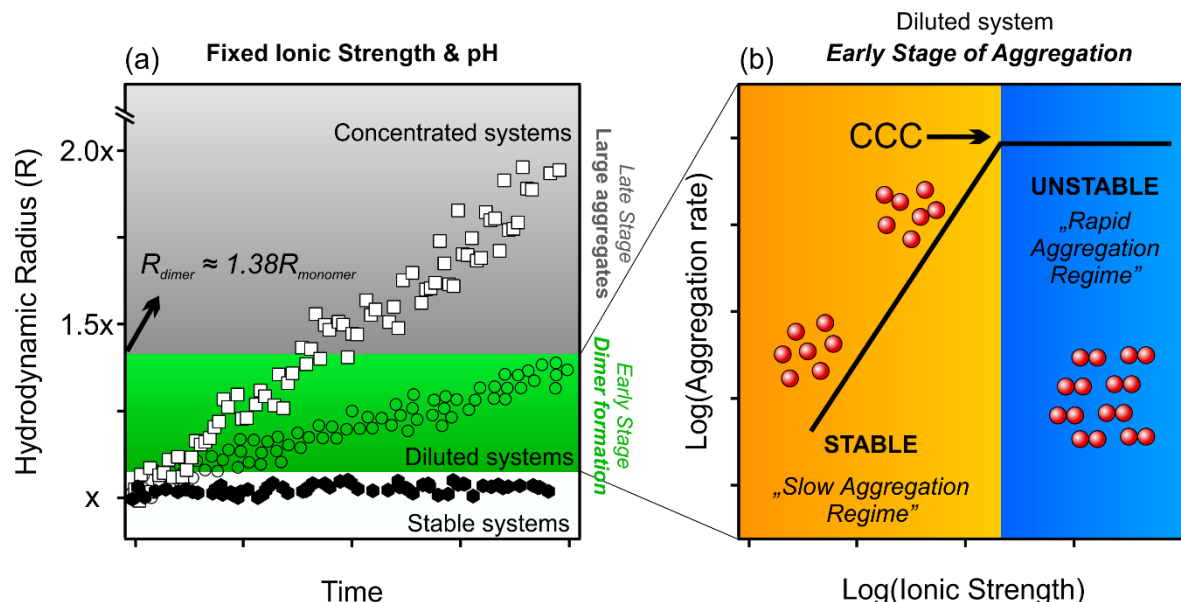 (a)
Fixed Ionic Strength & pH
Hydrodynamic Radius (R)
2.0x
1.5x
x
Concentrated systems
R_dimer ≈ 1.38R_monomer
Diluted systems
Stable systems
Time
Late Stage
Large aggregates
Early Stage
Dimer formation
Diluted system
(b)
Early Stage of Aggregation
Log(Aggregation rate)
CCC
UNSTABLE
„Rapid
Aggregation
Regime”
STABLE
„Slow Aggregation
Regime”
Log(Ionic Strength)